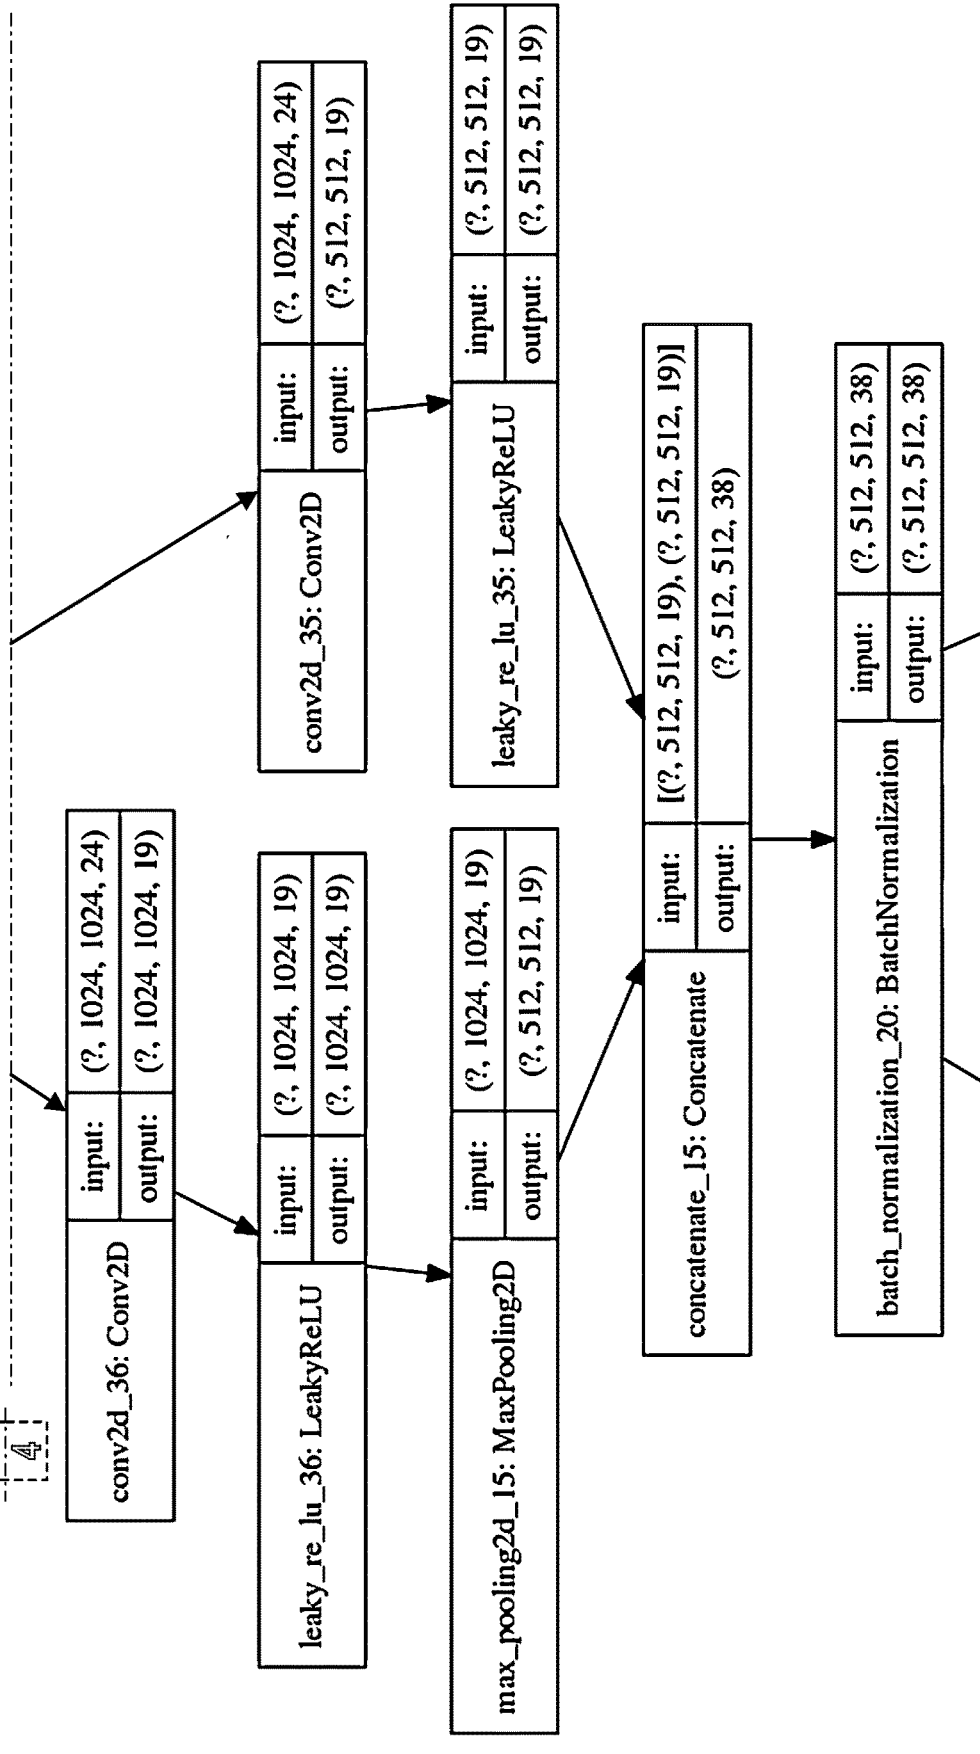 4
conv2d_36: Conv2D
input:
(?, 1024, 1024, 24)
output:
(?, 1024, 1024, 19)
leaky_re_lu_36: LeakyReLU
input:
(?, 1024, 1024, 19)
output:
(?, 1024, 1024, 19)
conv2d_35: Conv2D
input:
(?, 1024, 1024, 24)
output:
(?, 512, 512, 19)
max_pooling2d_15: MaxPooling2D
input:
(?, 1024, 1024, 19)
output:
(?, 512, 512, 19)
leaky_re_lu_35: LeakyReLU
input:
(?, 512, 512, 19)
output:
(?, 512, 512, 19)
concatenate_15: Concatenate
input:
[(?, 512, 512, 19), (?, 512, 512, 19)]
output:
(?, 512, 512, 38)
batch_normalization_20: BatchNormalization
input:
(?, 512, 512, 38)
output:
(?, 512, 512, 38)